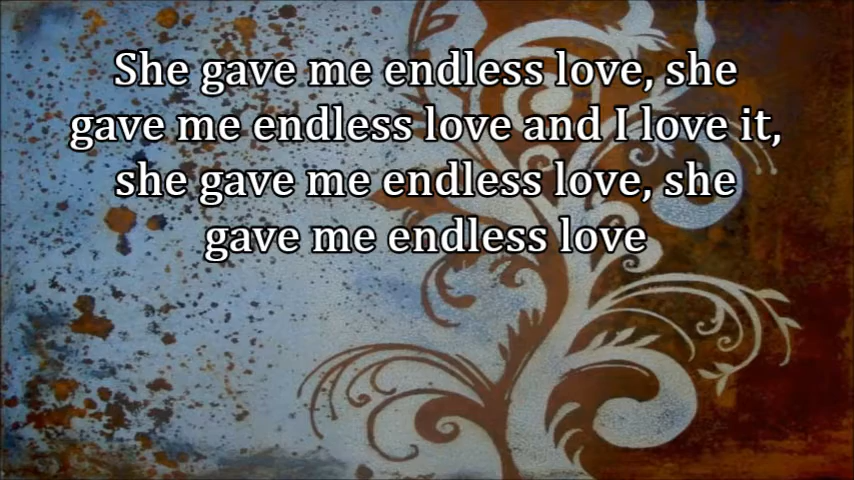 She gave me endless love, she
gave me endless love and I love it,
she gave me endless love, she
gave me endless love